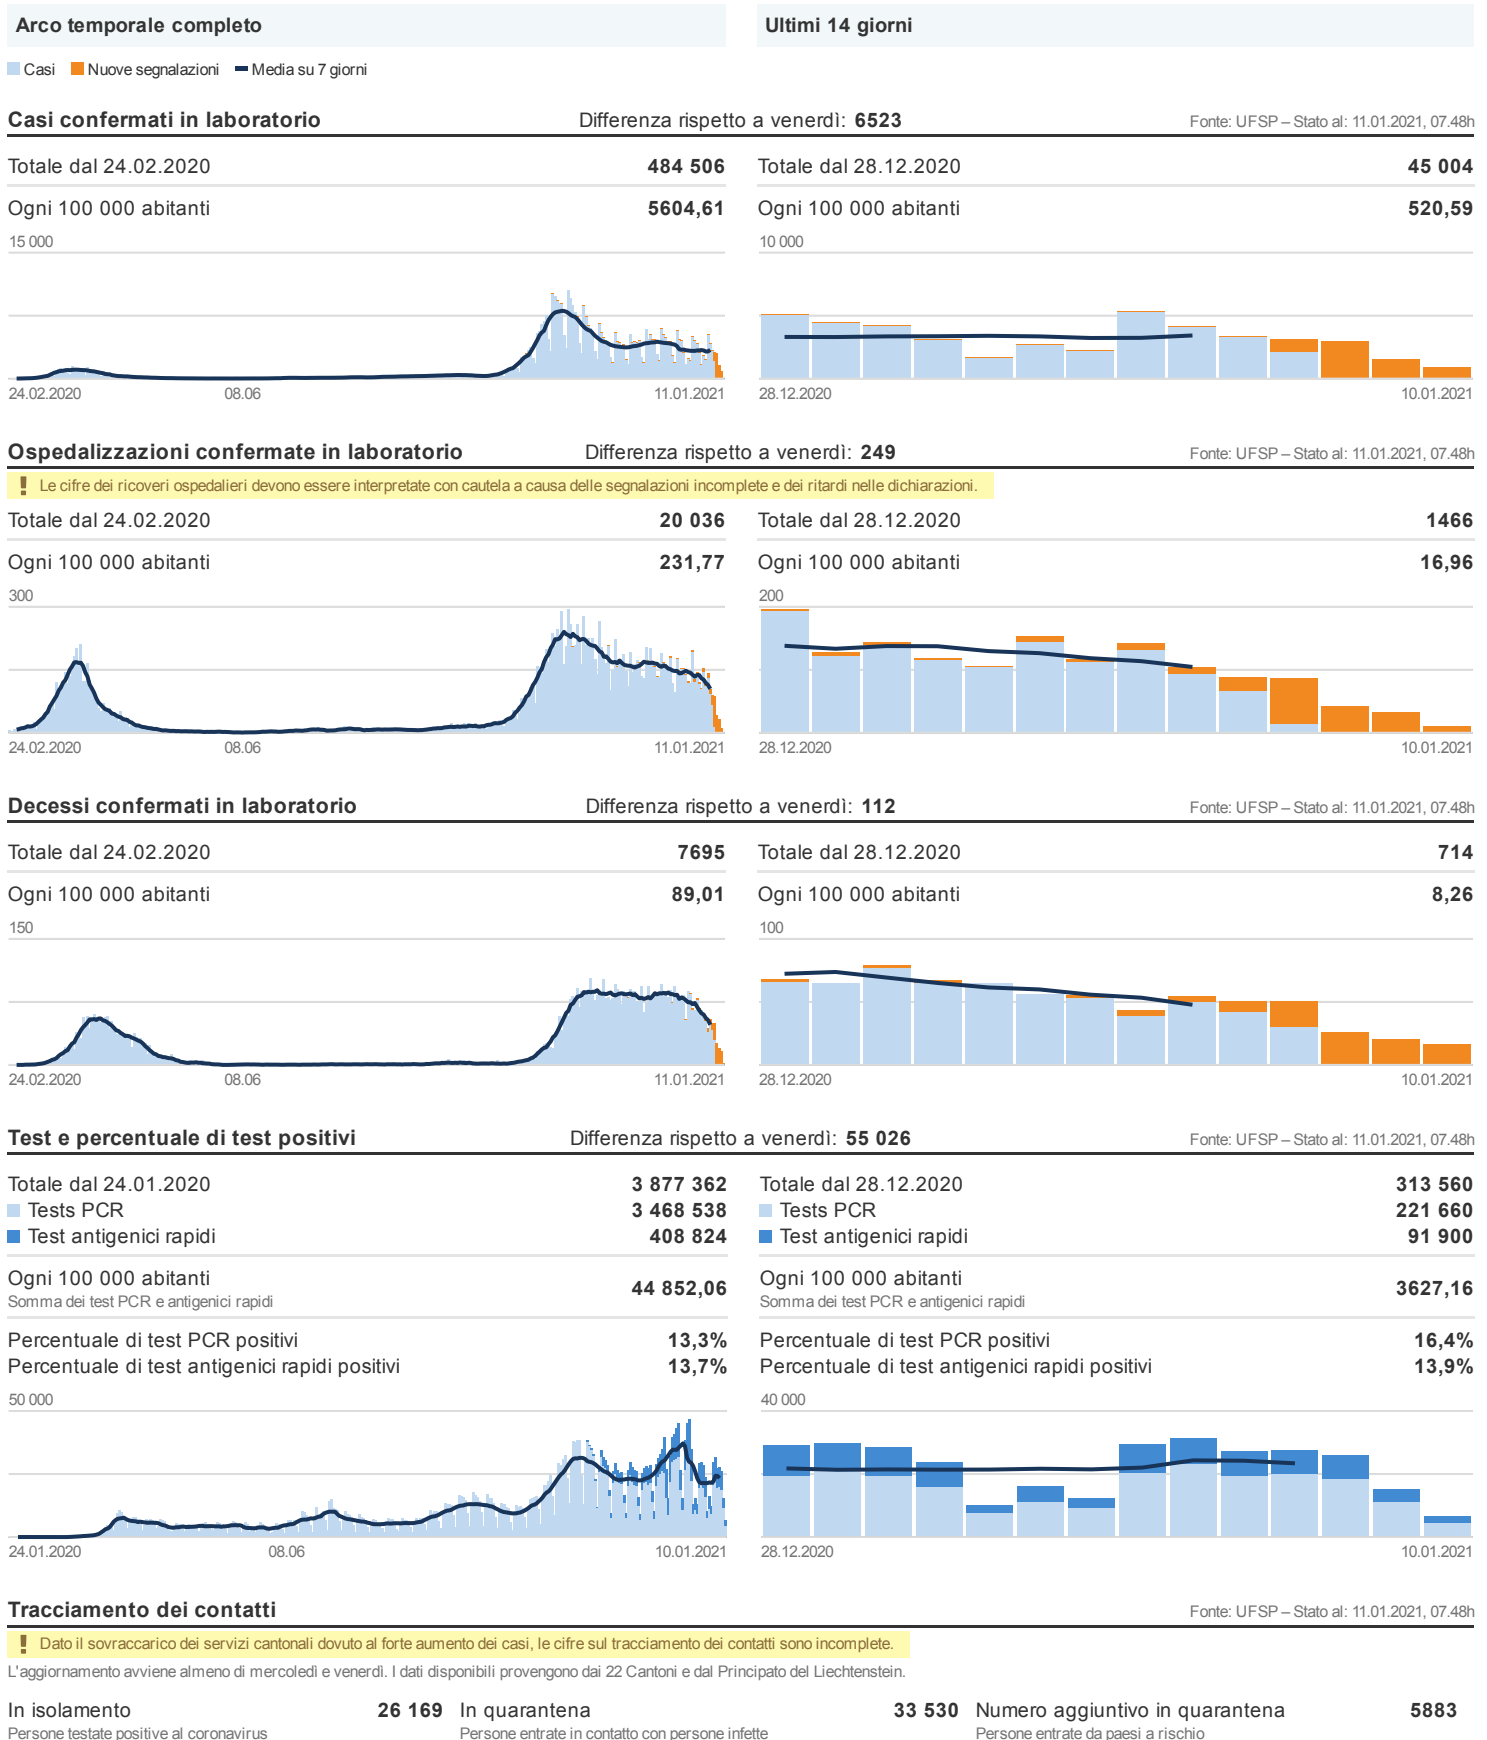 Arco temporale completo
Ultimi 14 giorni
Casi Nuove segnalazioni Media su 7 giorni
Casi confermati in laboratorio Differenza rispetto a venerdì: 6523 Fonte: UFSP – Stato al: 11.01.2021, 07.48h
Totale dal 24.02.2020 484 506
Ogni 100 000 abitanti 5604,61
15 000
24.02.2020 08.06 11.01.2021
Totale dal 28.12.2020 45 004
Ogni 100 000 abitanti 520,59
10 000
28.12.2020 10.01.2021
Ospedalizzazioni confermate in laboratorio Differenza rispetto a venerdì: 249 Fonte: UFSP – Stato al: 11.01.2021, 07.48h
! Le cifre dei ricoveri ospedalieri devono essere interpretate con cautela a causa delle segnalazioni incomplete e dei ritardi nelle dichiarazioni.
Totale dal 24.02.2020 20 036
Ogni 100 000 abitanti 231,77
300
24.02.2020 08.06 11.01.2021
Totale dal 28.12.2020 1466
Ogni 100 000 abitanti 16,96
200
28.12.2020 10.01.2021
Decessi confermati in laboratorio Differenza rispetto a venerdì: 112 Fonte: UFSP – Stato al: 11.01.2021, 07.48h
Totale dal 24.02.2020 7695
Ogni 100 000 abitanti 89,01
150
24.02.2020 08.06 11.01.2021
Totale dal 28.12.2020 714
Ogni 100 000 abitanti 8,26
100
28.12.2020 10.01.2021
Test e percentuale di test positivi Differenza rispetto a venerdì: 55 026 Fonte: UFSP – Stato al: 11.01.2021, 07.48h
Totale dal 24.01.2020 3 877 362
Tests PCR 3 468 538
Test antigenici rapidi 408 824
Ogni 100 000 abitanti 44 852,06
Somma dei test PCR e antigenici rapidi
Percentuale di test PCR positivi 13,3%
Percentuale di test antigenici rapidi positivi 13,7%
50 000
24.01.2020 08.06 10.01.2021
Totale dal 28.12.2020 313 560
Tests PCR 221 660
Test antigenici rapidi 91 900
Ogni 100 000 abitanti 3627,16
Somma dei test PCR e antigenici rapidi
Percentuale di test PCR positivi 16,4%
Percentuale di test antigenici rapidi positivi 13,9%
40 000
28.12.2020 10.01.2021
Tracciamento dei contatti Fonte: UFSP – Stato al: 11.01.2021, 07.48h
! Dato il sovraccarico dei servizi cantonali dovuto al forte aumento dei casi, le cifre sul tracciamento dei contatti sono incomplete.
L'aggiornamento avviene almeno di mercoledì e venerdì. I dati disponibili provengono dai 22 Cantoni e dal Principato del Liechtenstein.
In isolamento 26 169
Persone testate positive al coronavirus
In quarantena 33 530
Persone entrate in contatto con persone infette
Numero aggiuntivo in quarantena 5883
Persone entrate da paesi a rischio